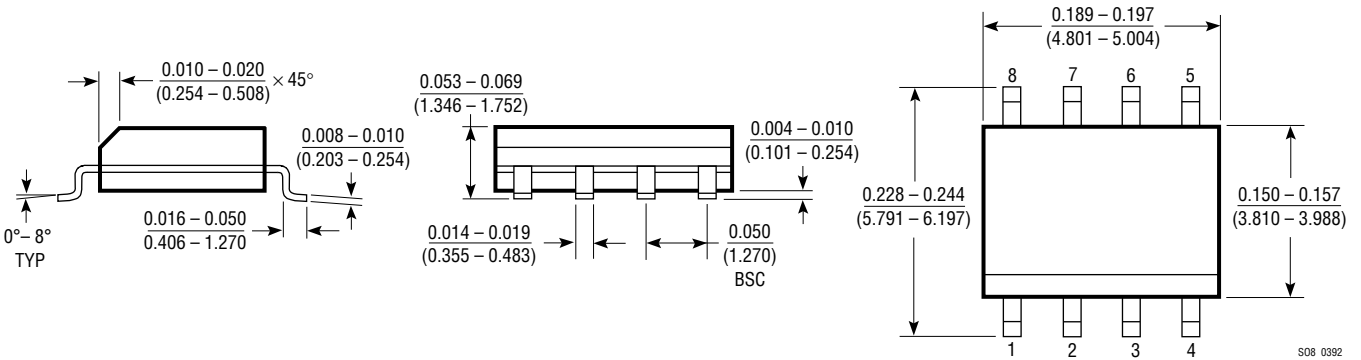 0.010 – 0.020
(0.254 – 0.508)
× 45°
0.008 – 0.010
(0.203 – 0.254)
0.016 – 0.050
0.406 – 1.270
0°– 8°
TYP
0.053 – 0.069
(1.346 – 1.752)
0.004 – 0.010
(0.101 – 0.254)
0.014 – 0.019
(0.355 – 0.483)
0.050
(1.270)
BSC
0.189 – 0.197
(4.801 – 5.004)
8 7 6 5
0.228 – 0.244
(5.791 – 6.197)
0.150 – 0.157
(3.810 – 3.988)
1 2 3 4
SO8 0392